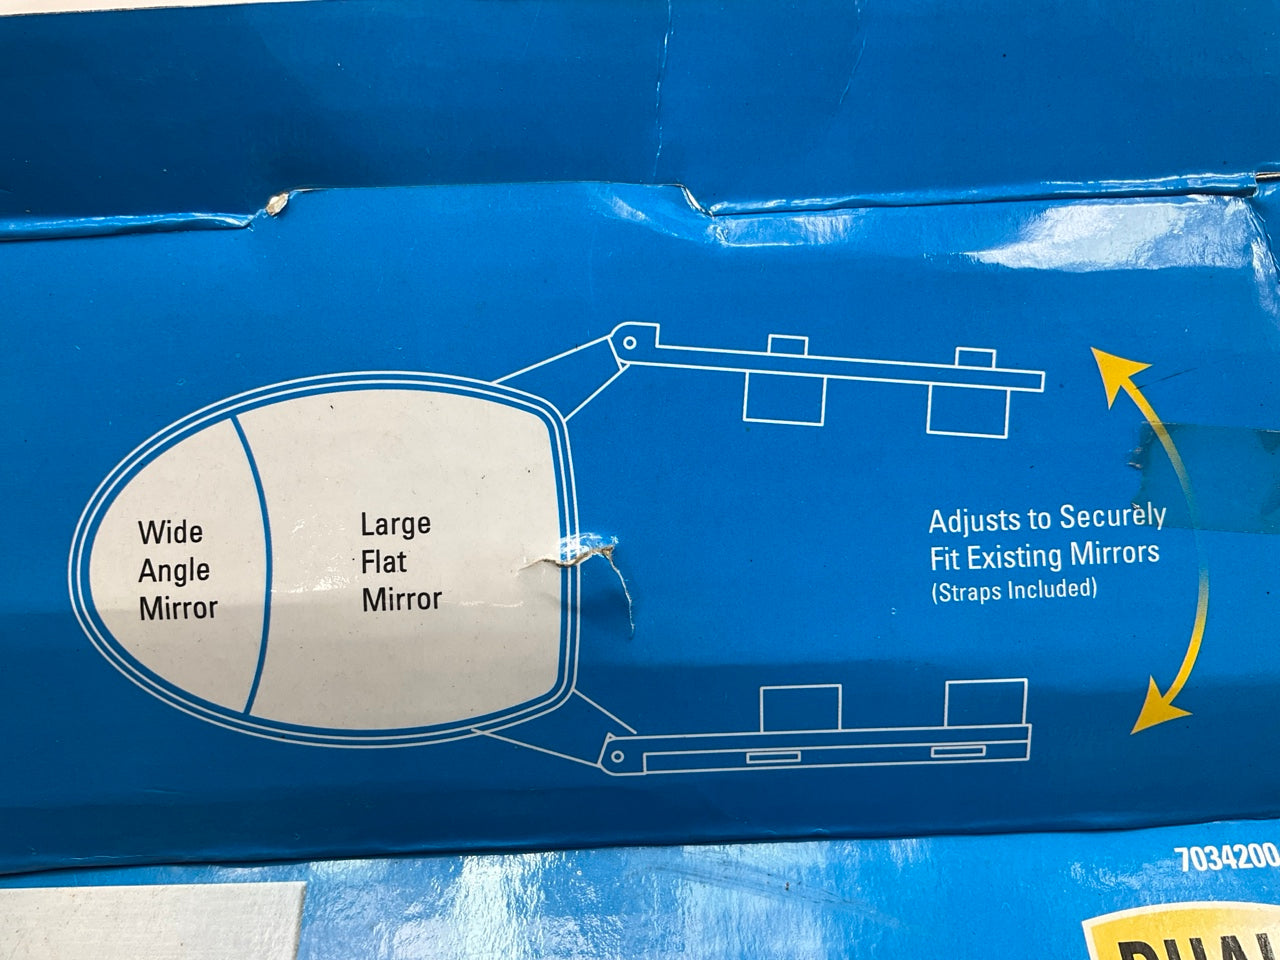 Wide
Angle
Mirror
Large
Flat
Mirror
Adjusts to Securely
Fit Existing Mirrors
(Straps Included)
7034200